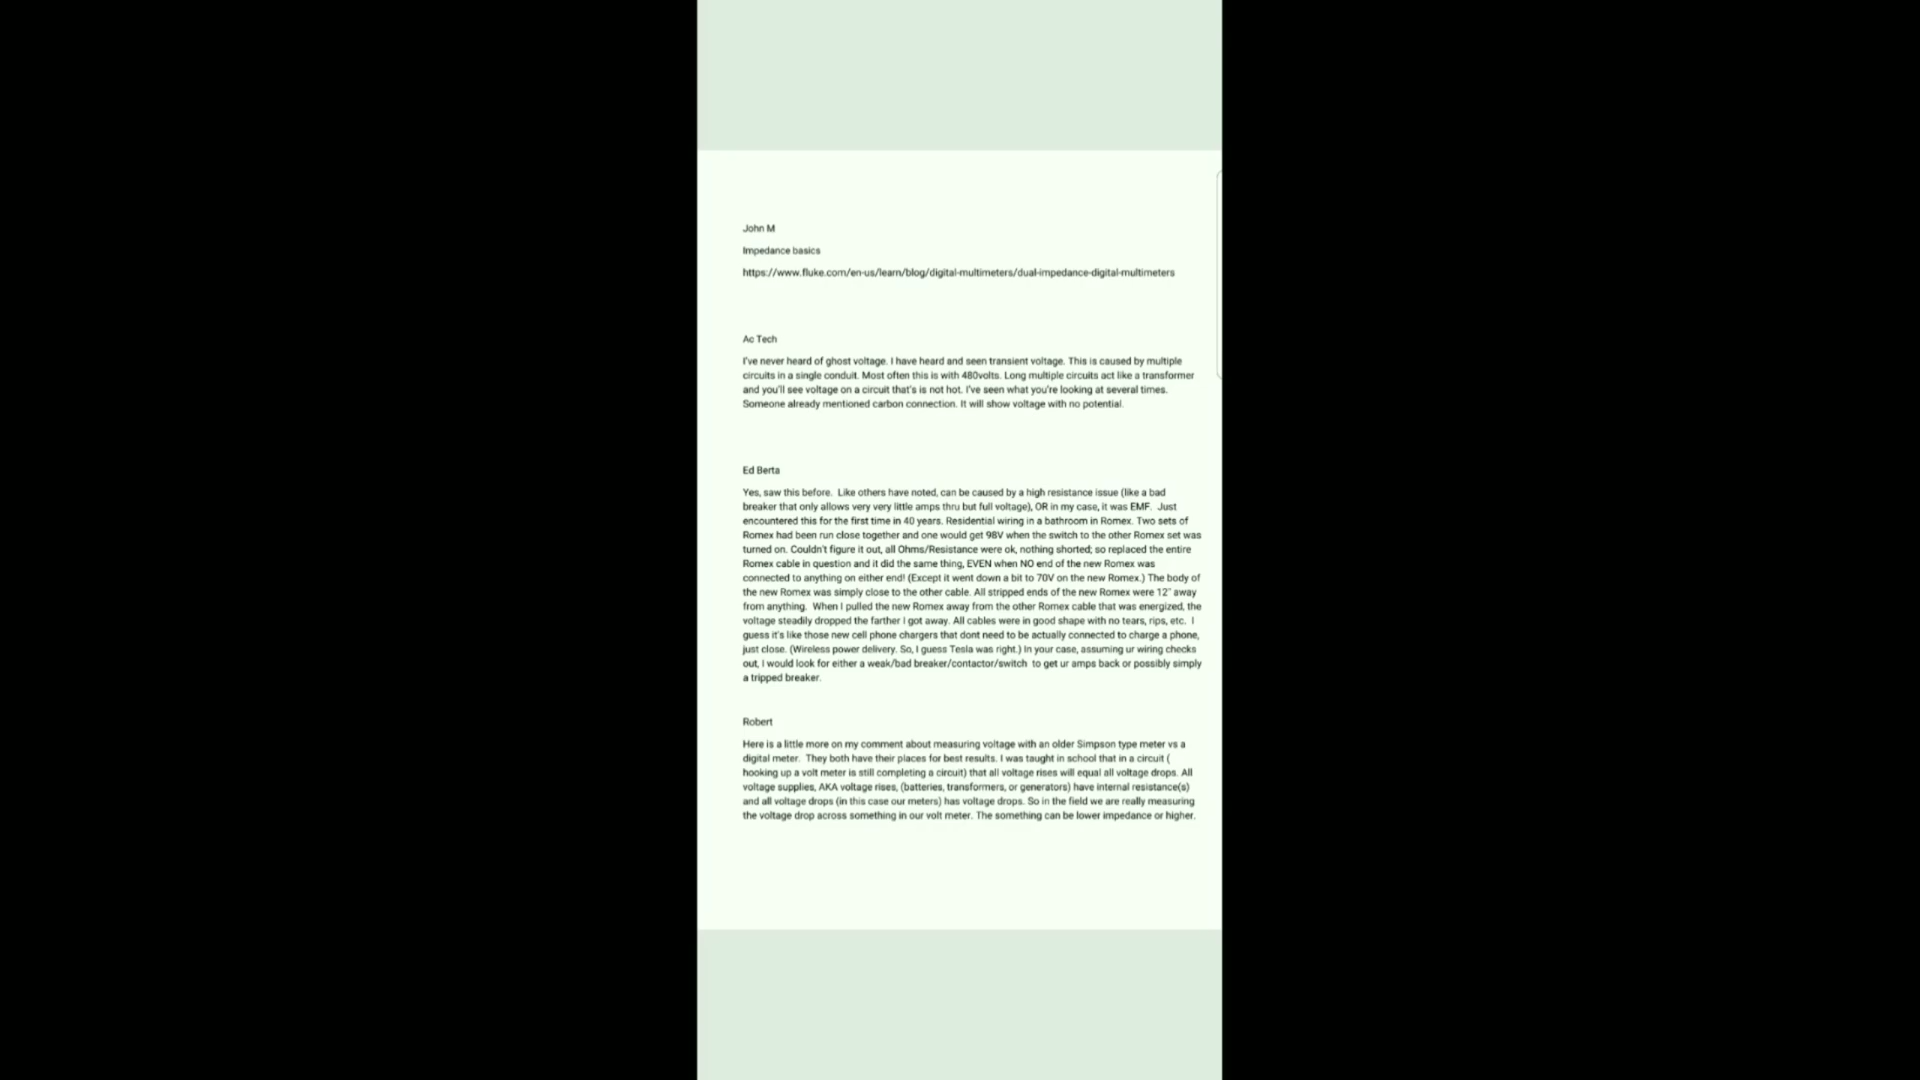 John M
Impedance basics
https://www.fluke.com/en-us/learn/blog/digital-multimeters/dual-impedance-digital-multimeters
Ac Tech
I've never heard of ghost voltage. I have heard and seen transient voltage. This is caused by multiple
circuits in a single conduit. Most often this is with 480volts. Long multiple circuits act like a transformer
and you'll see voltage on a circuit that's is not hot. I've seen what you're looking at several times.
Someone already mentioned carbon connection. It will show voltage with no potential.
Ed Berta
Yes, saw this before.  Like others have noted, can be caused by a high resistance issue (like a bad
breaker that only allows very very little amps thru but full voltage), OR in my case, it was EMF.  Just
encountered this for the first time in 40 years. Residential wiring in a bathroom in Romex. Two sets of
Romex had been run close together and one would get 98V when the switch to the other Romex set was
turned on. Couldn't figure it out, all Ohms/Resistance were ok, nothing shorted; so replaced the entire
Romex cable in question and it did the same thing, EVEN when NO end of the new Romex was
connected to anything on either end! (Except it went down a bit to 70V on the new Romex.) The body of
the new Romex was simply close to the other cable. All stripped ends of the new Romex were 12" away
from anything.  When I pulled the new Romex away from the other Romex cable that was energized, the
voltage steadily dropped the farther I got away. All cables were in good shape with no tears, rips, etc.  I
guess it's like those new cell phone chargers that dont need to be actually connected to charge a phone,
just close. (Wireless power delivery. So, I guess Tesla was right.) In your case, assuming ur wiring checks
out, I would look for either a weak/bad breaker/contactor/switch  to get ur amps back or possibly simply
a tripped breaker.
Robert
Here is a little more on my comment about measuring voltage with an older Simpson type meter vs a
digital meter.  They both have their places for best results. I was taught in school that in a circuit (
hooking up a volt meter is still completing a circuit) that all voltage rises will equal all voltage drops. All
voltage supplies, AKA voltage rises, (batteries, transformers, or generators) have internal resistance(s)
and all voltage drops (in this case our meters) has voltage drops. So in the field we are really measuring
the voltage drop across something in our volt meter. The something can be lower impedance or higher.